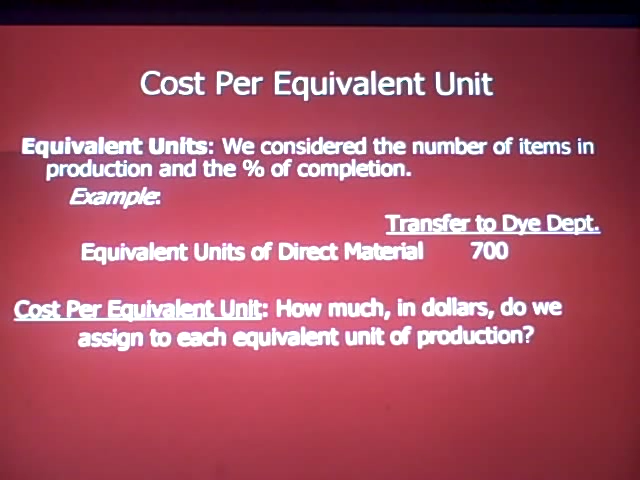 Cost Per Equivalent Unit
Equivalent Units: We considered the number of items in
production and the % of completion.
Example:
Transfer to Dye Dept.
Equivalent Units of Direct Material 700
Cost Per Equivalent Unit: How much, in dollars, do we
assign to each equivalent unit of production?